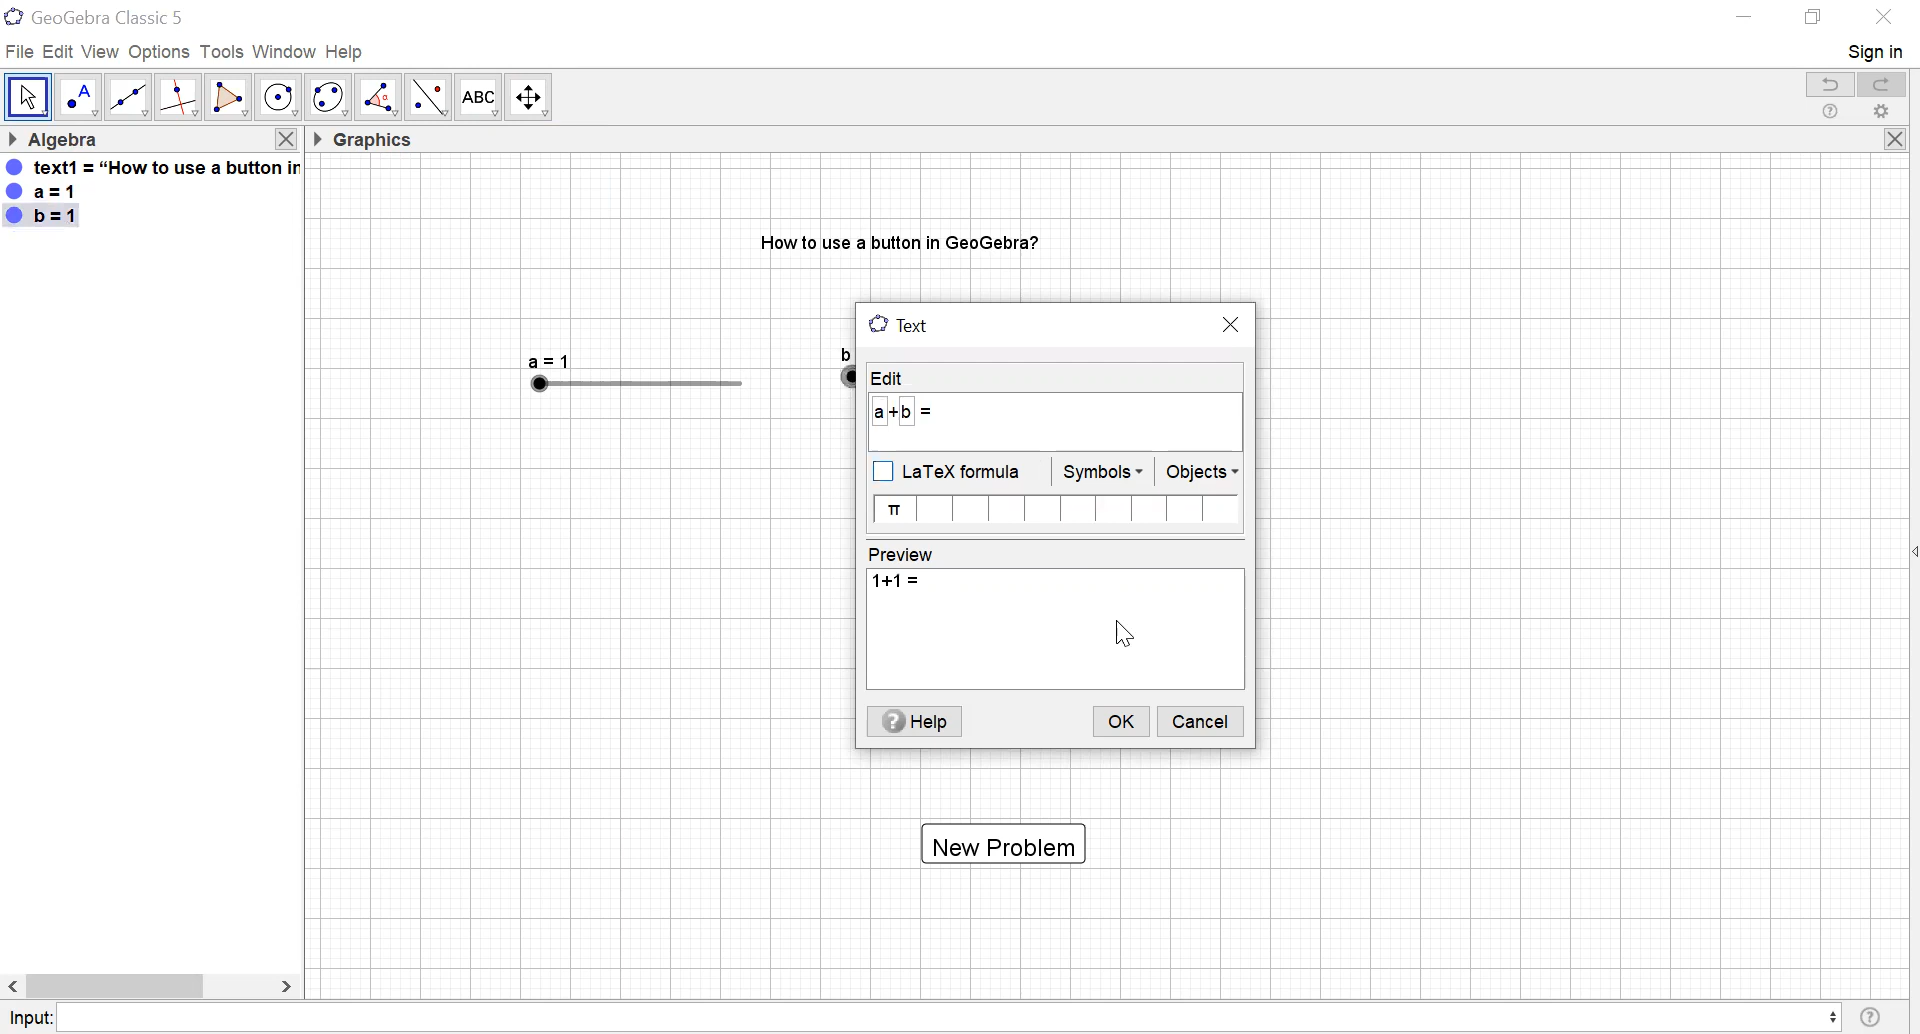 GeoGebra Classic 5
File Edit View Options Tools Window Help
Sign in
A
α
ABC
Algebra
Graphics
text1 = “How to use a button in
a = 1
b = 1
How to use a button in GeoGebra?
a = 1
b
Text
Edit
a+b =
LaTeX formula Symbols Objects
π
Preview
1+1 =
? Help OK Cancel
New Problem
Input: